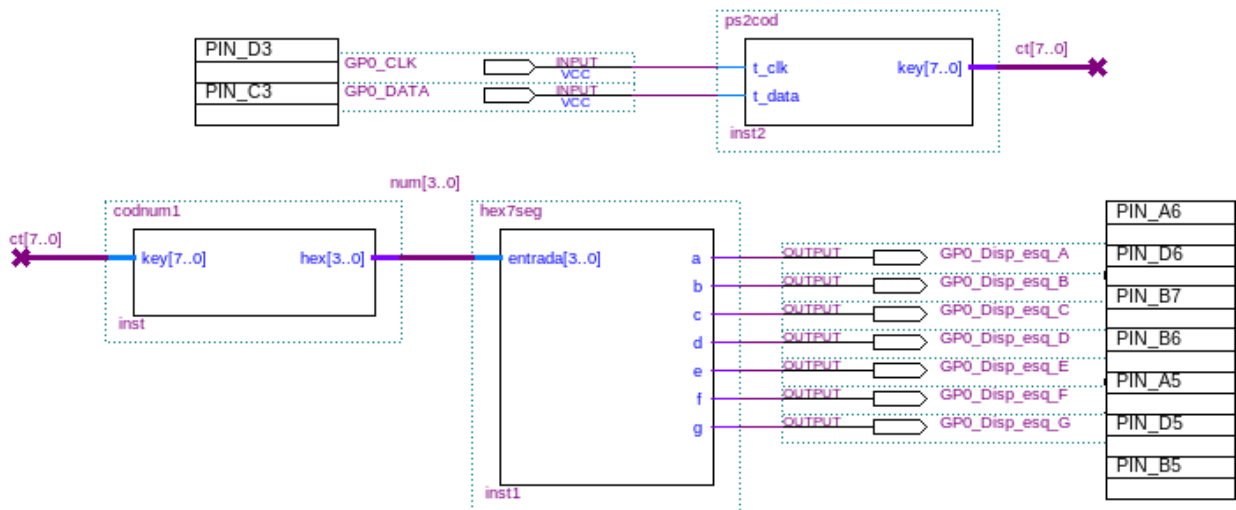 ps2cod
PIN_D3
GP0_CLK
INPUT
VCC
t_clk
key[7..0]
ct[7..0]
PIN_C3
GP0_DATA
INPUT
VCC
t_data
inst2
num[3..0]
codnum1
hex7seg
ct[7..0]
key[7..0]
hex[3..0]
entrada[3..0]
inst
inst1
a
OUTPUT
GP0_Disp_esq_A
b
OUTPUT
GP0_Disp_esq_B
c
OUTPUT
GP0_Disp_esq_C
d
OUTPUT
GP0_Disp_esq_D
e
OUTPUT
GP0_Disp_esq_E
f
OUTPUT
GP0_Disp_esq_F
g
OUTPUT
GP0_Disp_esq_G
PIN_A6
PIN_D6
PIN_B7
PIN_B6
PIN_A5
PIN_D5
PIN_B5